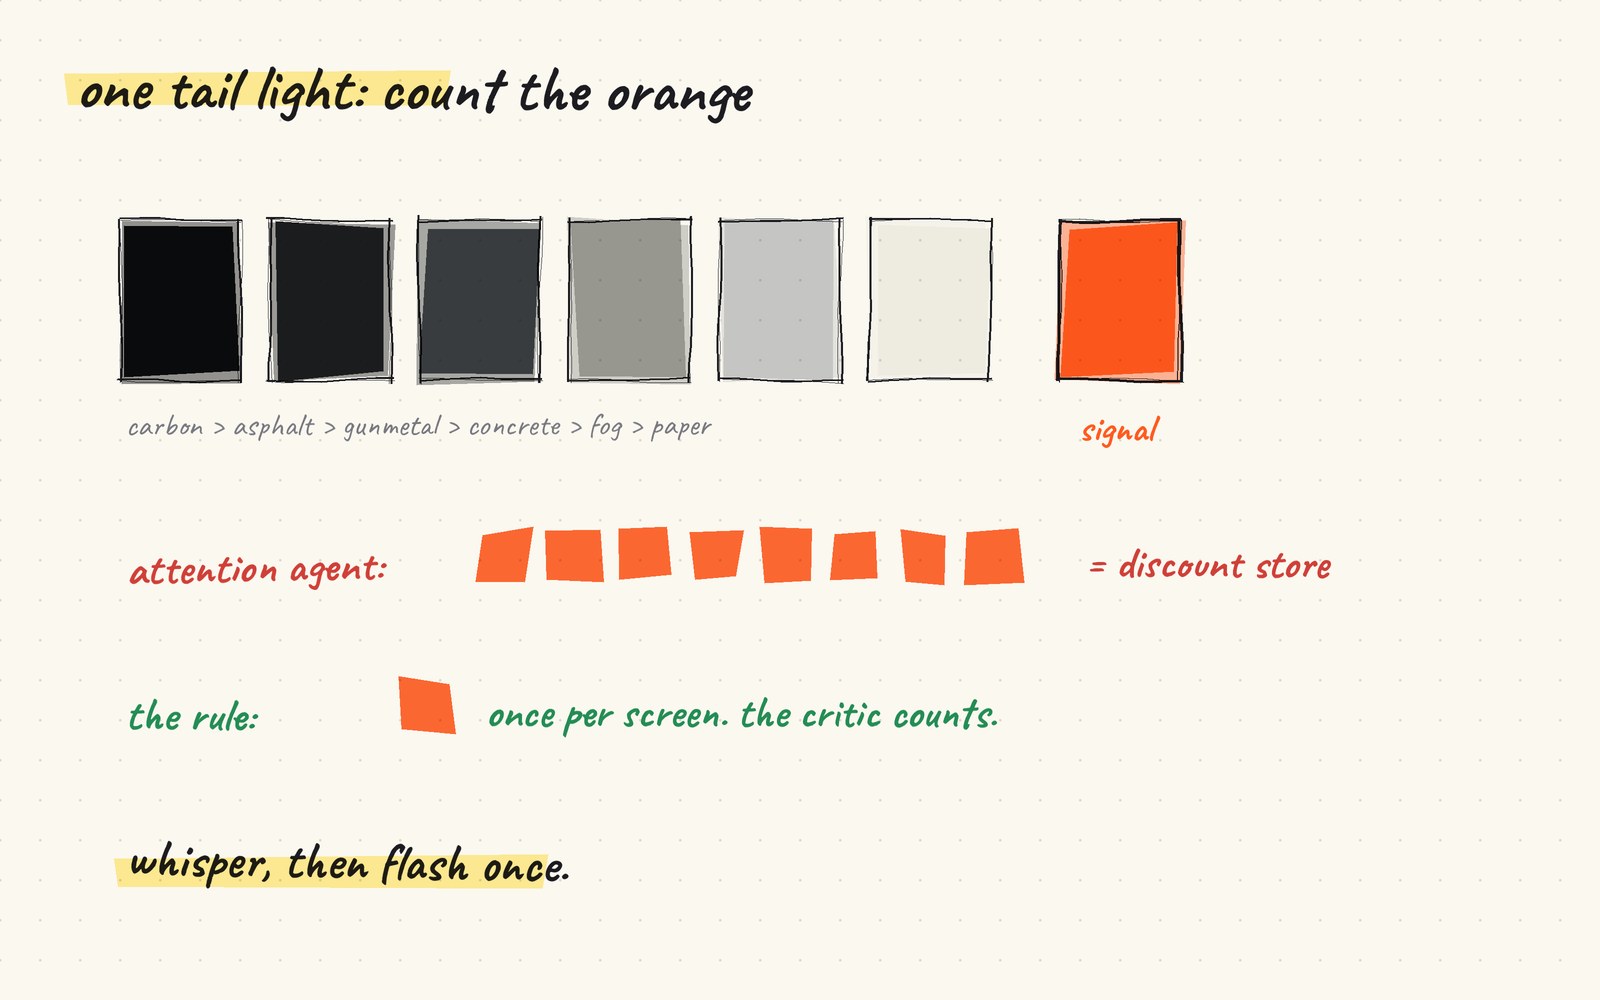 one tail light: count the orange
carbon > asphalt > gunmetal > concrete > fog > paper
signal
attention agent:
= discount store
the rule:
once per screen. the critic counts.
whisper, then flash once.